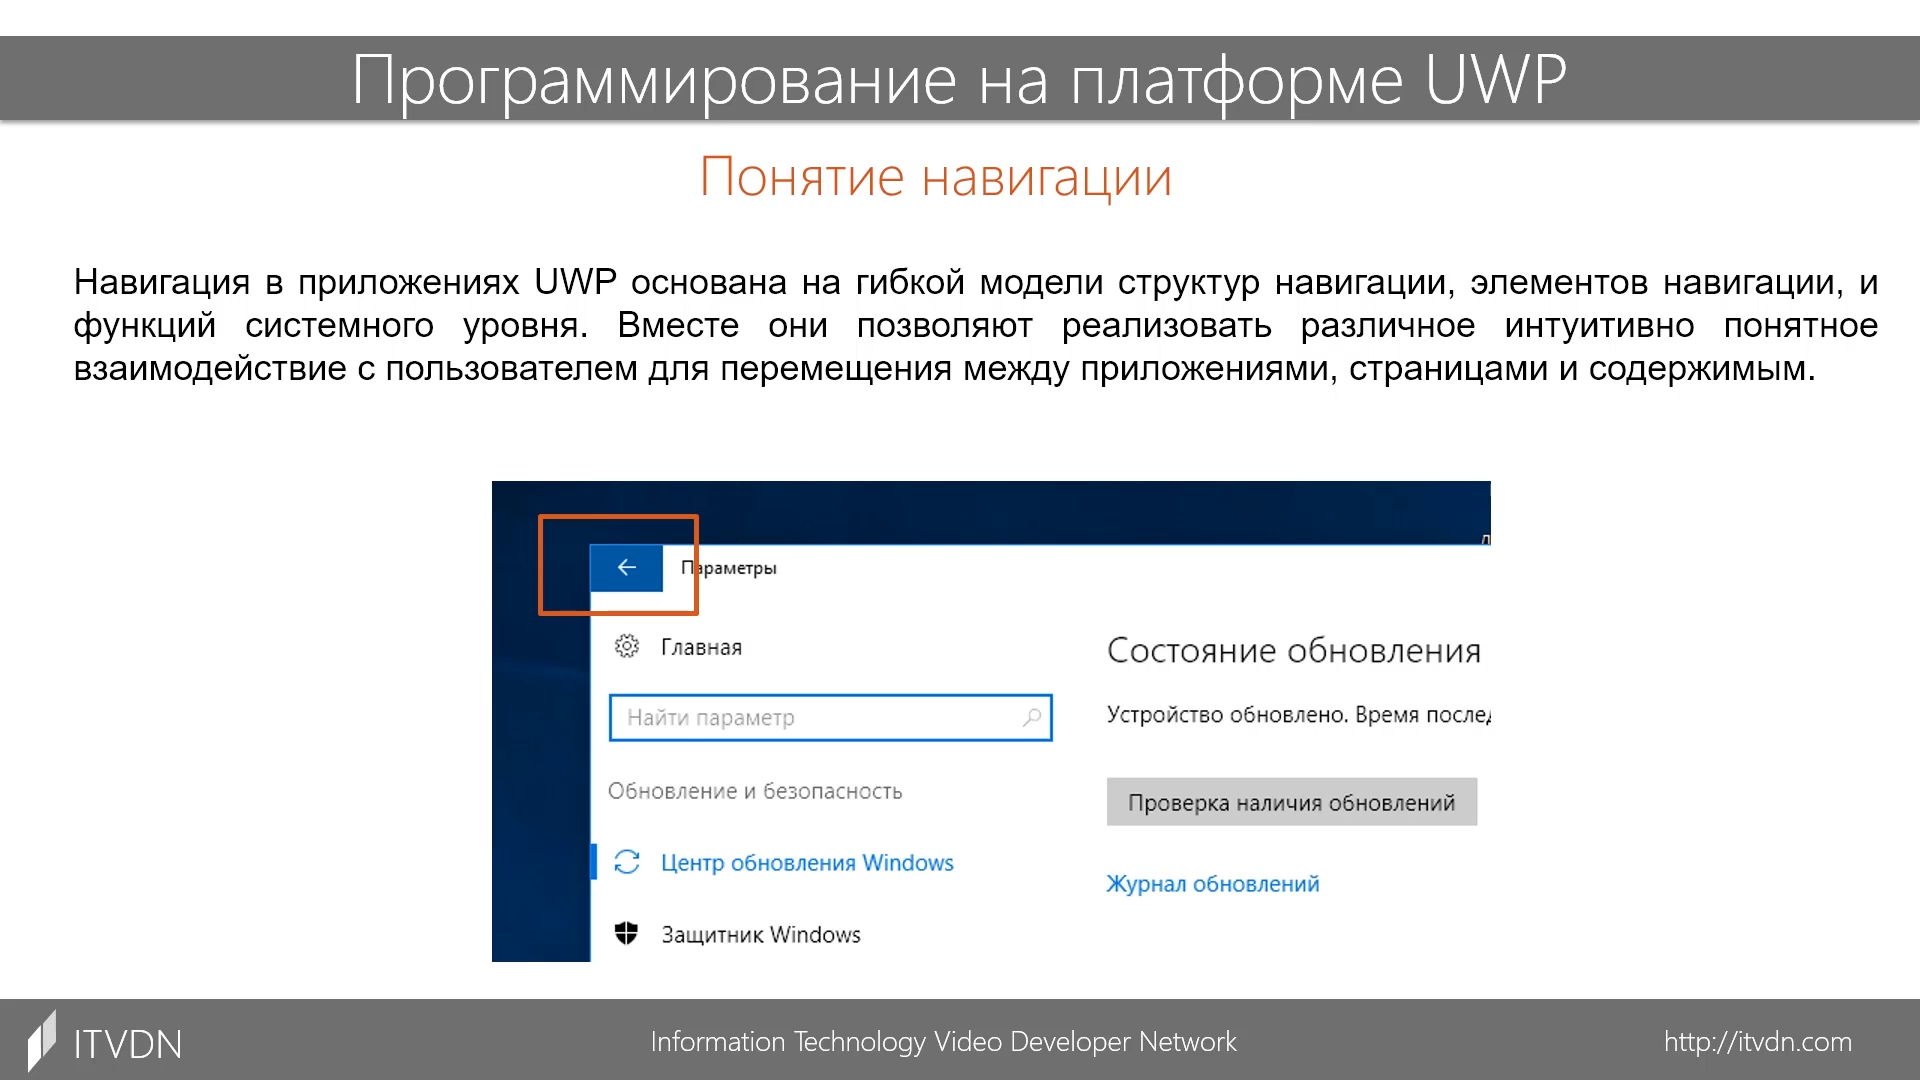 Программирование на платформе UWP
Понятие навигации
Навигация в приложениях UWP основана на гибкой модели структур навигации, элементов навигации, и
функций системного уровня. Вместе они позволяют реализовать различное интуитивно понятное
взаимодействие с пользователем для перемещения между приложениями, страницами и содержимым.
Параметры
Главная
Найти параметр
Обновление и безопасность
Центр обновления Windows
Защитник Windows
Состояние обновления
Устройство обновлено. Время послед
Проверка наличия обновлений
Журнал обновлений
ITVDN
Information Technology Video Developer Network
http://itvdn.com